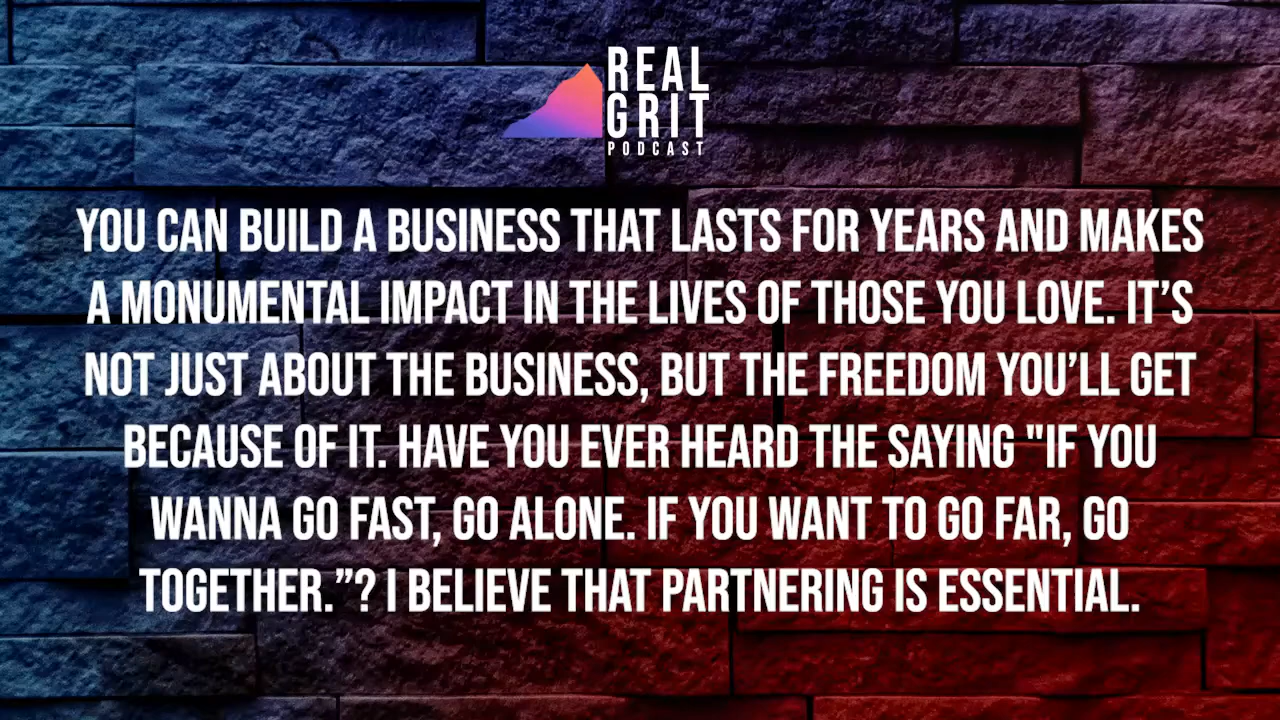 REAL
GRIT
PODCAST
YOU CAN BUILD A BUSINESS THAT LASTS FOR YEARS AND MAKES
A MONUMENTAL IMPACT IN THE LIVES OF THOSE YOU LOVE. IT’S
NOT JUST ABOUT THE BUSINESS, BUT THE FREEDOM YOU’LL GET
BECAUSE OF IT. HAVE YOU EVER HEARD THE SAYING "IF YOU
WANNA GO FAST, GO ALONE. IF YOU WANT TO GO FAR, GO
TOGETHER.”? I BELIEVE THAT PARTNERING IS ESSENTIAL.